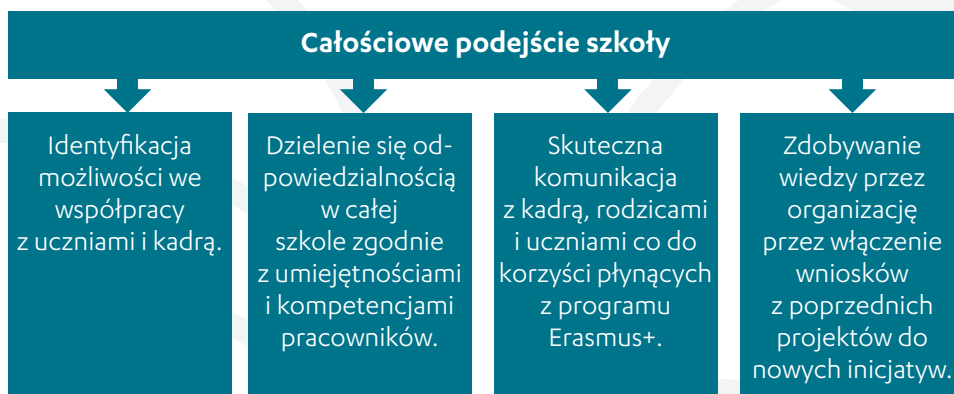 Całościowe podejście szkoły
Identyfikacja
możliwości we
współpracy
z uczniami i kadrą.
Dzielenie się od-
powiedzialnością
w całej
szkole zgodnie
z umiejętnościami
i kompetencjami
pracowników.
Skuteczna
komunikacja
z kadrą, rodzicami
i uczniami co do
korzyści płynących
z programu
Erasmus+.
Zdobywanie
wiedzy przez
organizację
przez włączenie
wniosków
z poprzednich
projektów do
nowych inicjatyw.